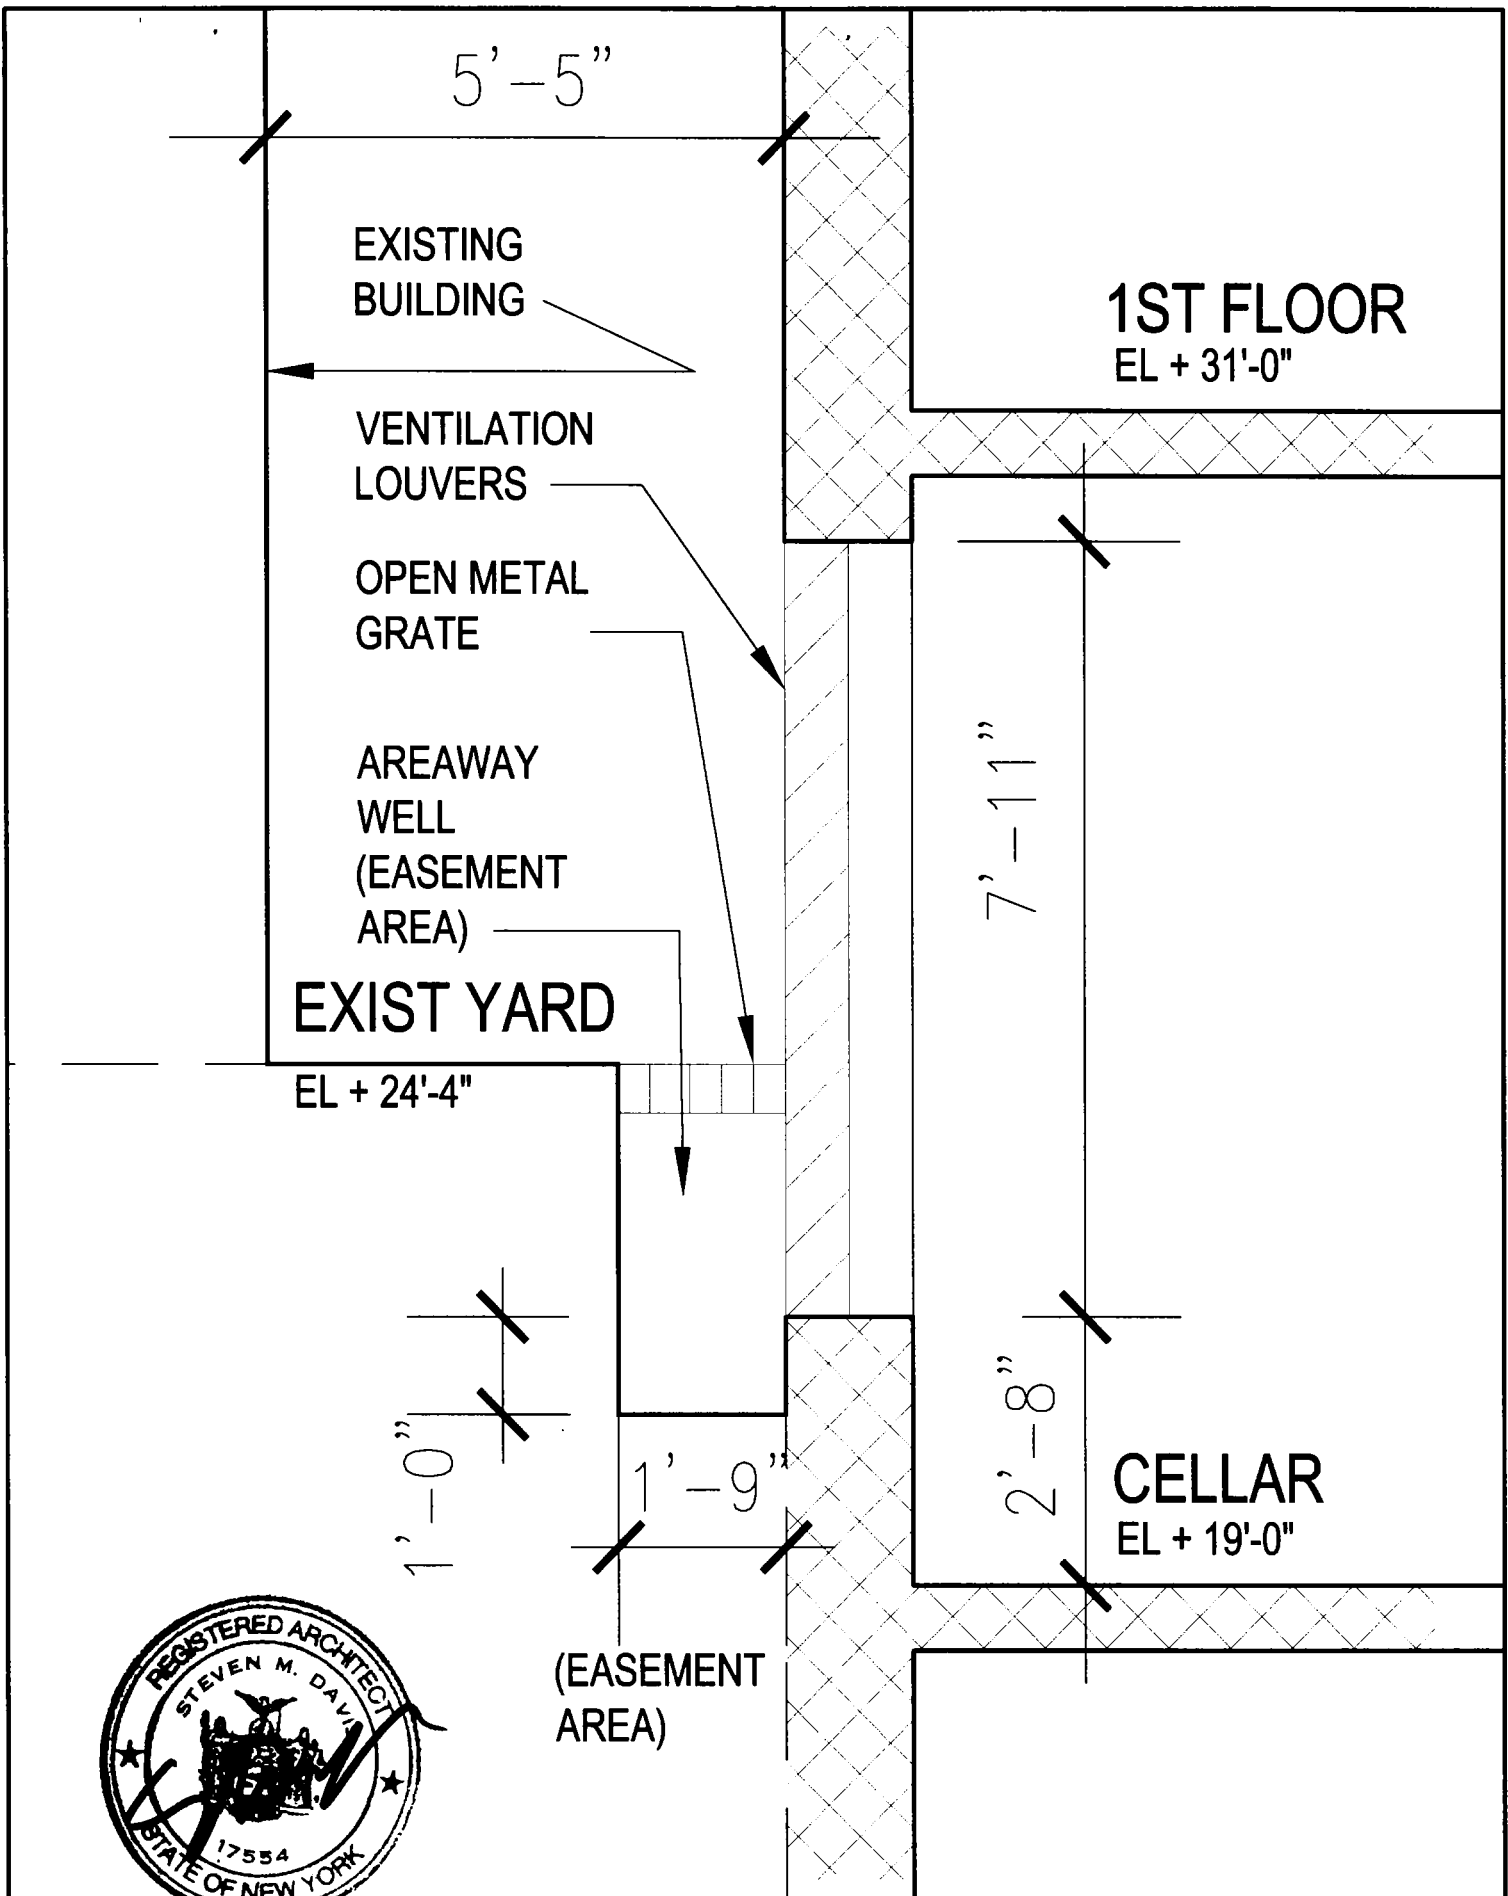 5'-5"
EXISTING
BUILDING
1ST FLOOR
EL + 31'-0"
VENTILATION
LOUVERS
OPEN METAL
GRATE
7'-11"
AREAWAY
WELL
(EASEMENT
AREA)
EXIST YARD
EL + 24'-4"
1'-0"
1'-9"
2'-8"
CELLAR
EL + 19'-0"
(EASEMENT
AREA)
REGISTERED ARCHITECT
STEVEN M. DAVIS
17554
STATE OF NEW YORK